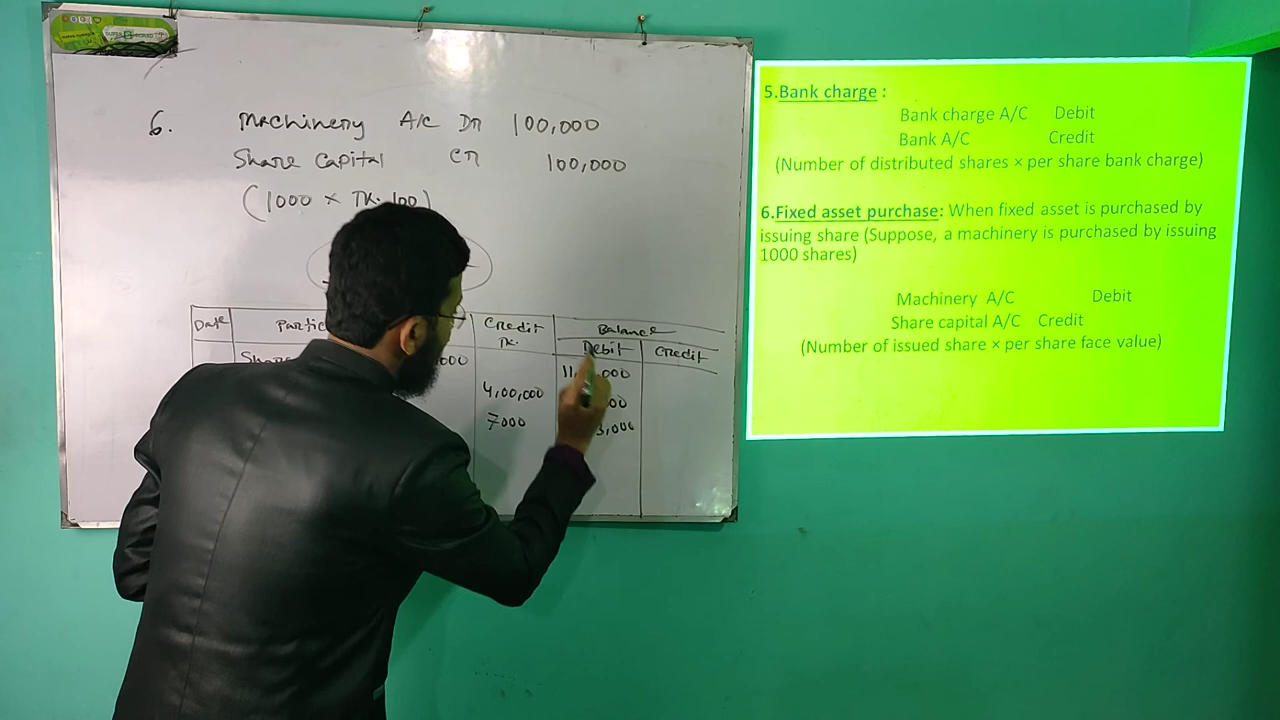 6. Machinery A/C Dr 100,000
Share Capital Cr 100,000
(1000 × TK. 100)
Date
Credit
TK.
Balance
Debit
Credit
4,00,000
7000
5.Bank charge :
Bank charge A/C Debit
Bank A/C Credit
(Number of distributed shares × per share bank charge)
6.Fixed asset purchase: When fixed asset is purchased by
issuing share (Suppose, a machinery is purchased by issuing
1000 shares)
Machinery A/C Debit
Share capital A/C Credit
(Number of issued share × per share face value)